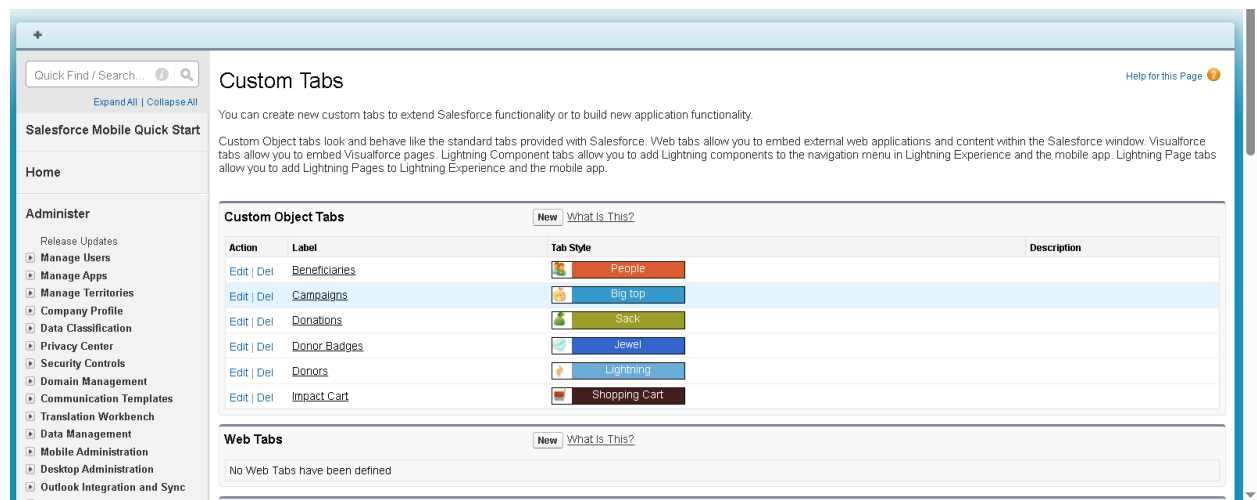 +
Quick Find / Search...
Expand All | Collapse All
Salesforce Mobile Quick Start
Home
Administer
Release Updates
Manage Users
Manage Apps
Manage Territories
Company Profile
Data Classification
Privacy Center
Security Controls
Domain Management
Communication Templates
Translation Workbench
Data Management
Mobile Administration
Desktop Administration
Outlook Integration and Sync
Custom Tabs
Help for this Page
You can create new custom tabs to extend Salesforce functionality or to build new application functionality.
Custom Object tabs look and behave like the standard tabs provided with Salesforce. Web tabs allow you to embed external web applications and content within the Salesforce window. Visualforce
tabs allow you to embed Visualforce pages. Lightning Component tabs allow you to add Lightning components to the navigation menu in Lightning Experience and the mobile app. Lightning Page tabs
allow you to add Lightning Pages to Lightning Experience and the mobile app.
Custom Object Tabs New What Is This?
Action Label Tab Style Description
Edit | Del Beneficiaries People
Edit | Del Campaigns Big top
Edit | Del Donations Sack
Edit | Del Donor Badges Jewel
Edit | Del Donors Lightning
Edit | Del Impact Cart Shopping Cart
Web Tabs New What Is This?
No Web Tabs have been defined